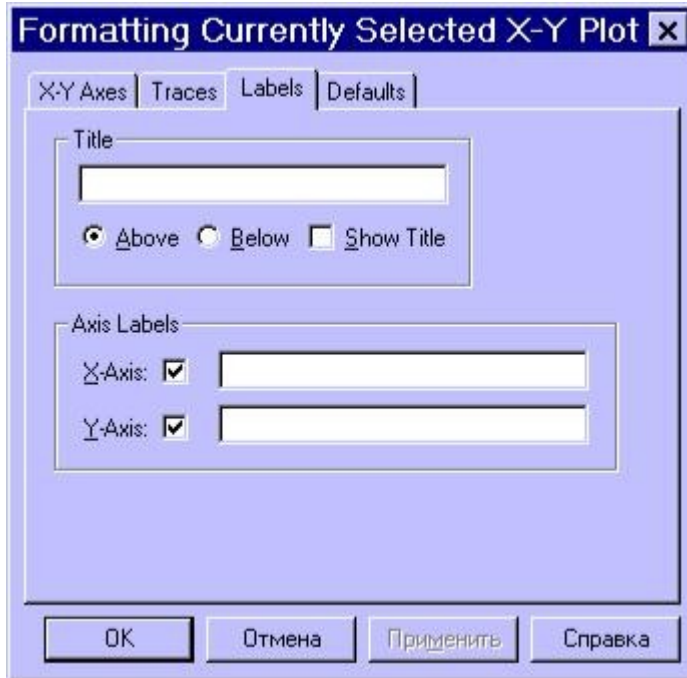 Formatting Currently Selected X-Y Plot
X-Y Axes Traces Labels Defaults
Title
Above Below Show Title
Axis Labels
X-Axis:
Y-Axis:
OK Отмена Применить Справка